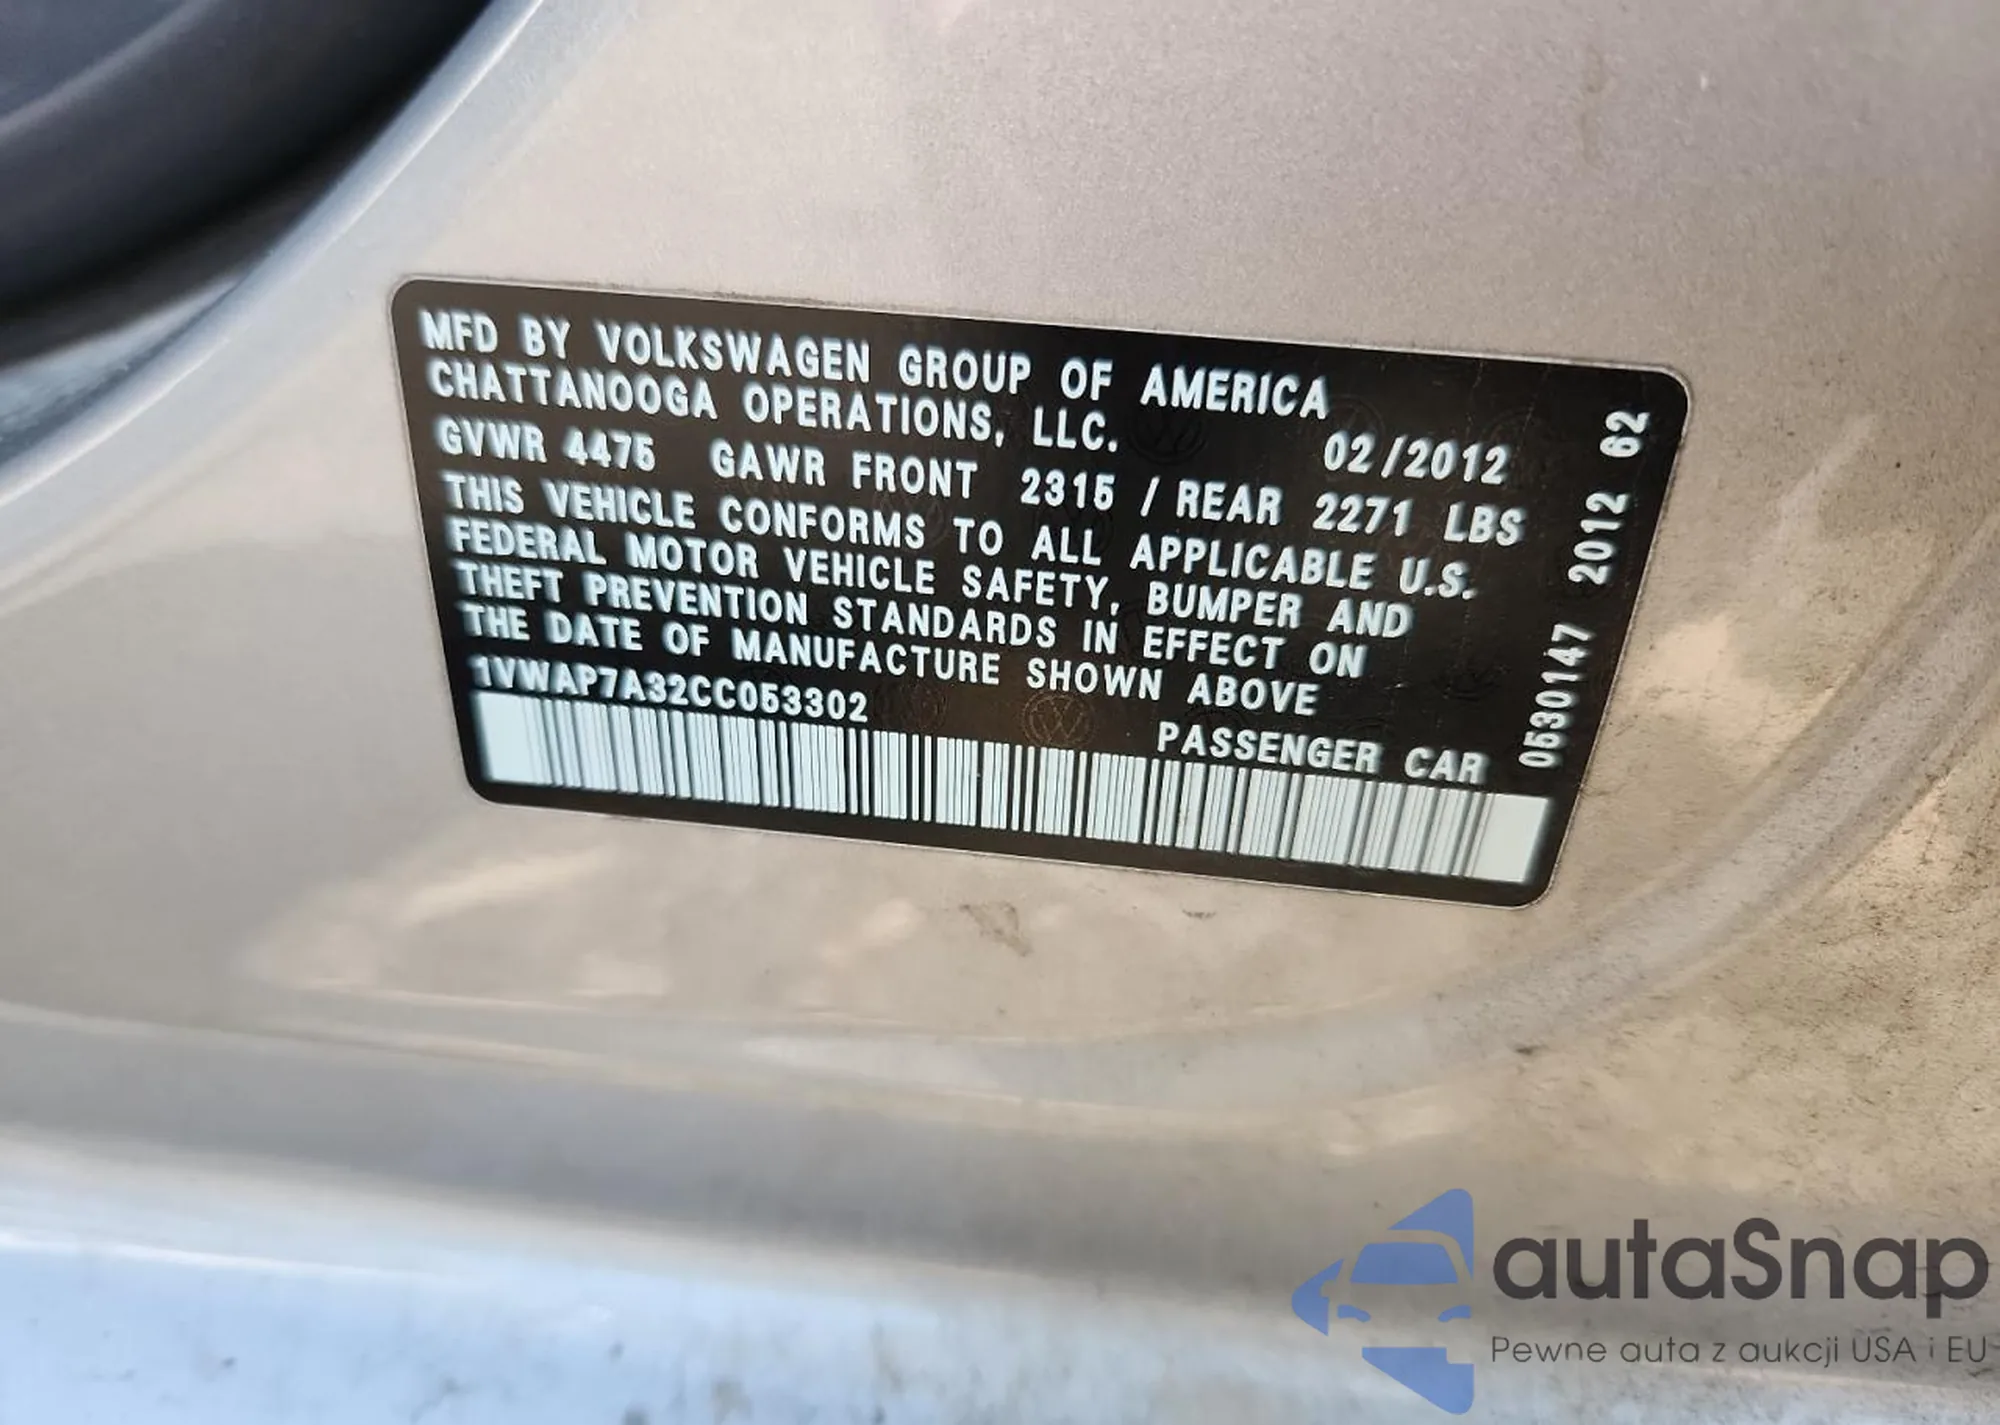 MFD BY VOLKSWAGEN GROUP OF AMERICA
CHATTANOOGA OPERATIONS, LLC. 02/2012
GVWR 4475 GAWR FRONT 2315 / REAR 2271 LBS
THIS VEHICLE CONFORMS TO ALL APPLICABLE U.S.
FEDERAL MOTOR VEHICLE SAFETY, BUMPER AND
THEFT PREVENTION STANDARDS IN EFFECT ON
THE DATE OF MANUFACTURE SHOWN ABOVE
1VWAP7A32CC053302
PASSENGER CAR
0530147 2012 62
autaSnap
Pewne auta z aukcji USA i EU